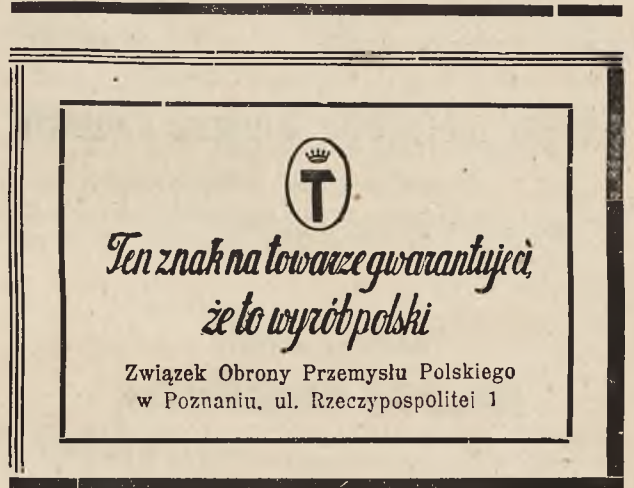 T
Ten znak na towarze gwarantuje ci,
że to wyrób polski
Związek Obrony Przemysłu Polskiego
w Poznaniu, ul. Rzeczypospolitej 1